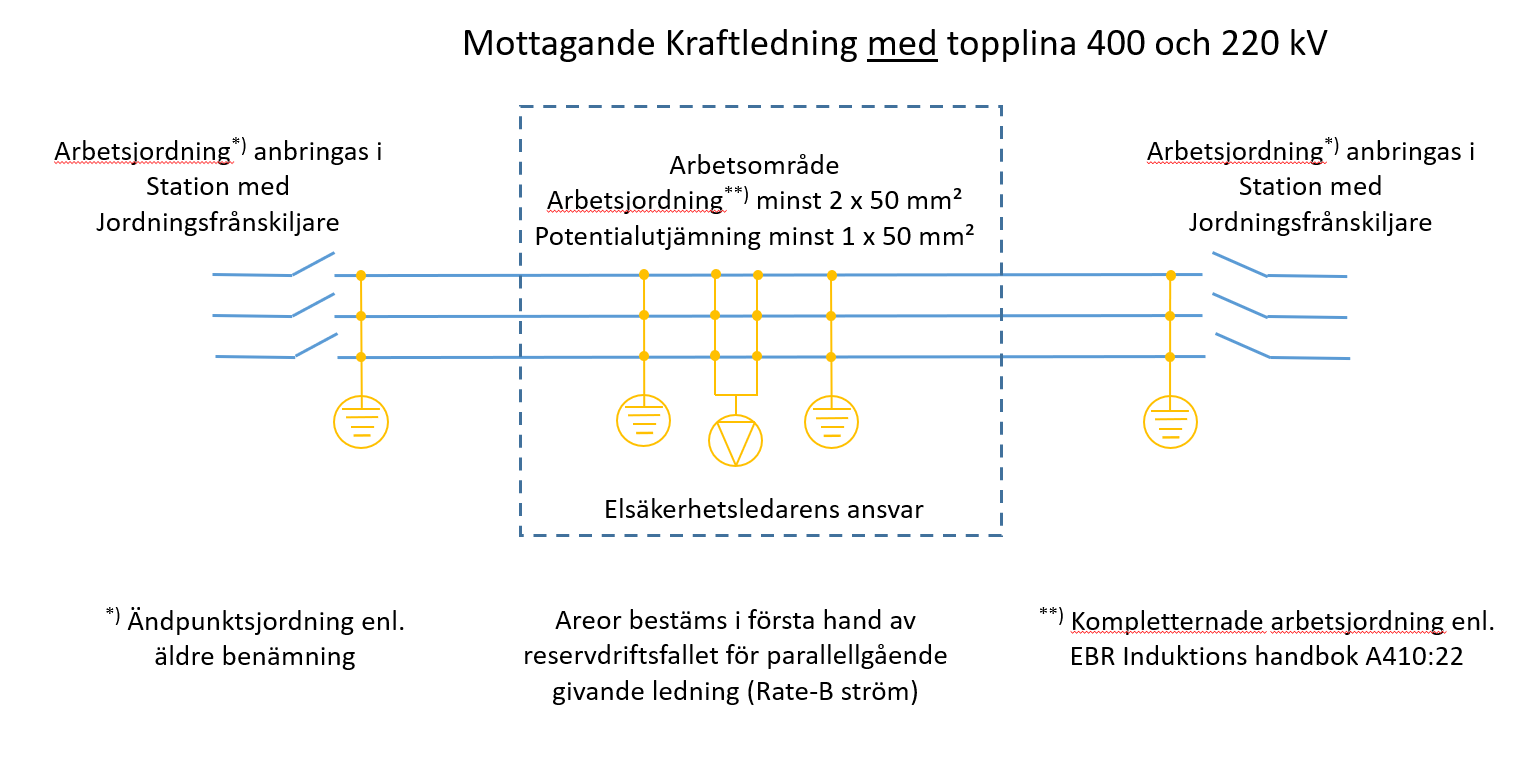 Mottagande Kraftledning med topplina 400 och 220 kV
Arbetsjordning*) anbringas i
Station med
Jordningsfrånskiljare
Arbetsområde
Arbetsjordning**) minst 2 x 50 mm²
Potentialutjämning minst 1 x 50 mm²
Arbetsjordning*) anbringas i
Station med
Jordningsfrånskiljare
Elsäkerhetsledarens ansvar
*) Ändpunktsjordning enl.
äldre benämning
Areor bestäms i första hand av
reservdriftsfallet för parallellgående
givande ledning (Rate-B ström)
**) Kompletternade arbetsjordning enl.
EBR Induktions handbok A410:22